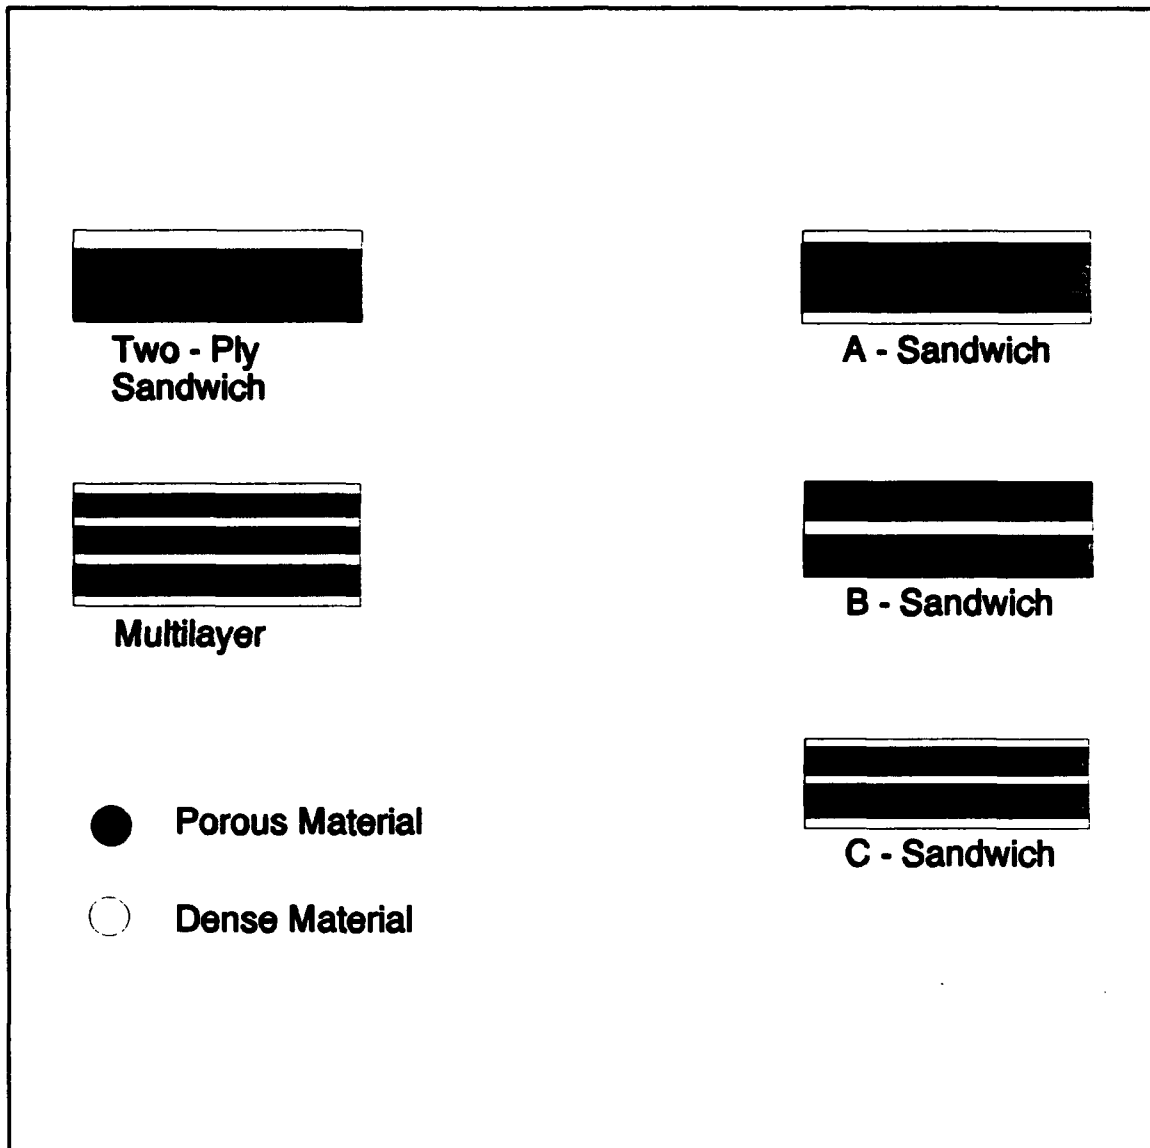 Two - Ply
Sandwich
A - Sandwich
Multilayer
B - Sandwich
Porous Material
C - Sandwich
Dense Material